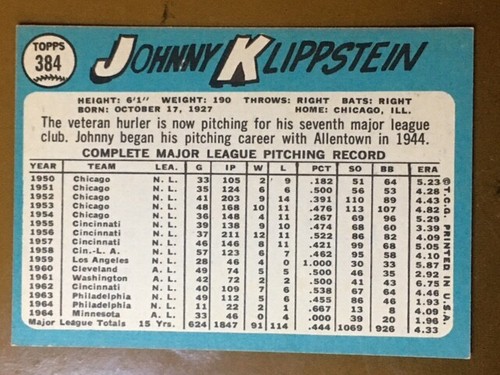 TOPPS
384
JOHNNY KLIPPSTEIN
HEIGHT: 6'1" WEIGHT: 190 THROWS: RIGHT BATS: RIGHT
BORN: OCTOBER 17, 1927 HOME: CHICAGO, ILL.
The veteran hurler is now pitching for his seventh major league
club. Johnny began his pitching career with Allentown in 1944.
COMPLETE MAJOR LEAGUE PITCHING RECORD
YEAR TEAM LEA. G IP W L PCT SO BB ERA
1950 Chicago N.L. 33 105 2 9 .182 51 64 5.23
1951 Chicago N.L. 35 124 6 6 .500 56 53 4.28
1952 Chicago N.L. 41 203 9 14 .391 110 89 4.43
1953 Chicago N.L. 48 168 10 11 .476 113 107 4.82
1954 Chicago N.L. 36 148 4 11 .267 69 96 5.29
1955 Cincinnati N.L. 39 138 9 10 .474 68 60 3.39
1956 Cincinnati N.L. 37 211 12 11 .522 86 82 4.09
1957 Cincinnati N.L. 46 146 8 11 .421 99 68 5.05
1958 Cin.-L. A. N.L. 57 123 6 7 .462 95 58 4.11
1959 Los Angeles N.L. 28 46 4 0 1.000 30 33 5.87
1960 Cleveland A.L. 49 74 5 5 .500 46 35 2.92
1961 Washington A.L. 42 72 2 2 .500 41 43 6.75
1962 Cincinnati N.L. 40 109 7 6 .538 67 64 4.46
1963 Philadelphia N.L. 49 112 5 6 .455 86 46 1.93
1964 Philadelphia N.L. 11 22 2 1 .667 13 8 4.09
1964 Minnesota A.L. 33 46 0 4 .000 39 20 1.96
Major League Totals 15 Yrs. 624 1847 91 114 .444 1069 926 4.33
© T.C.G. PRINTED IN U.S.A.